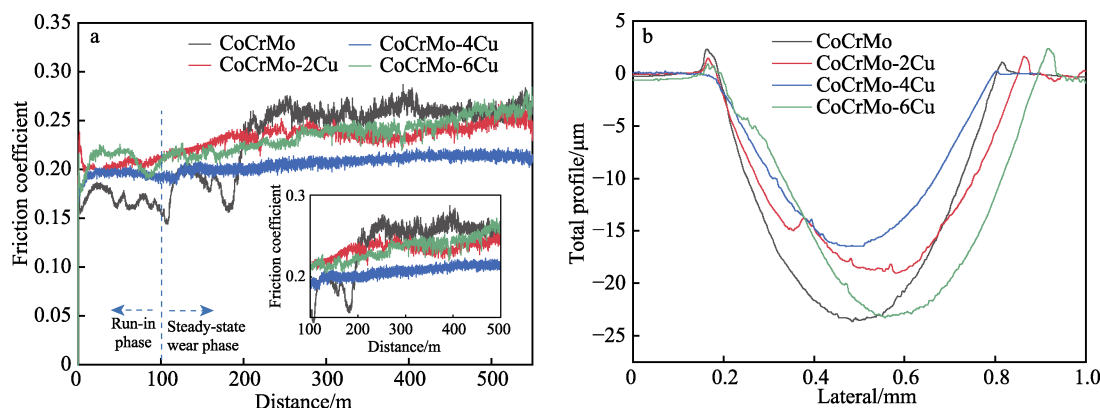 0.35
0.30
0.25
0.20
0.15
0.10
0.05
0
Friction coefficient
a
CoCrMo
CoCrMo-2Cu
CoCrMo-4Cu
CoCrMo-6Cu
Run-in
phase
Steady-state
wear phase
0.3
0.2
Friction coefficient
100
200
300
400
500
Distance/m
0
100
200
300
400
500
Distance/m
5
0
−5
−10
−15
−20
−25
Total profile/μm
b
CoCrMo
CoCrMo-2Cu
CoCrMo-4Cu
CoCrMo-6Cu
0
0.2
0.4
0.6
0.8
1.0
Lateral/mm